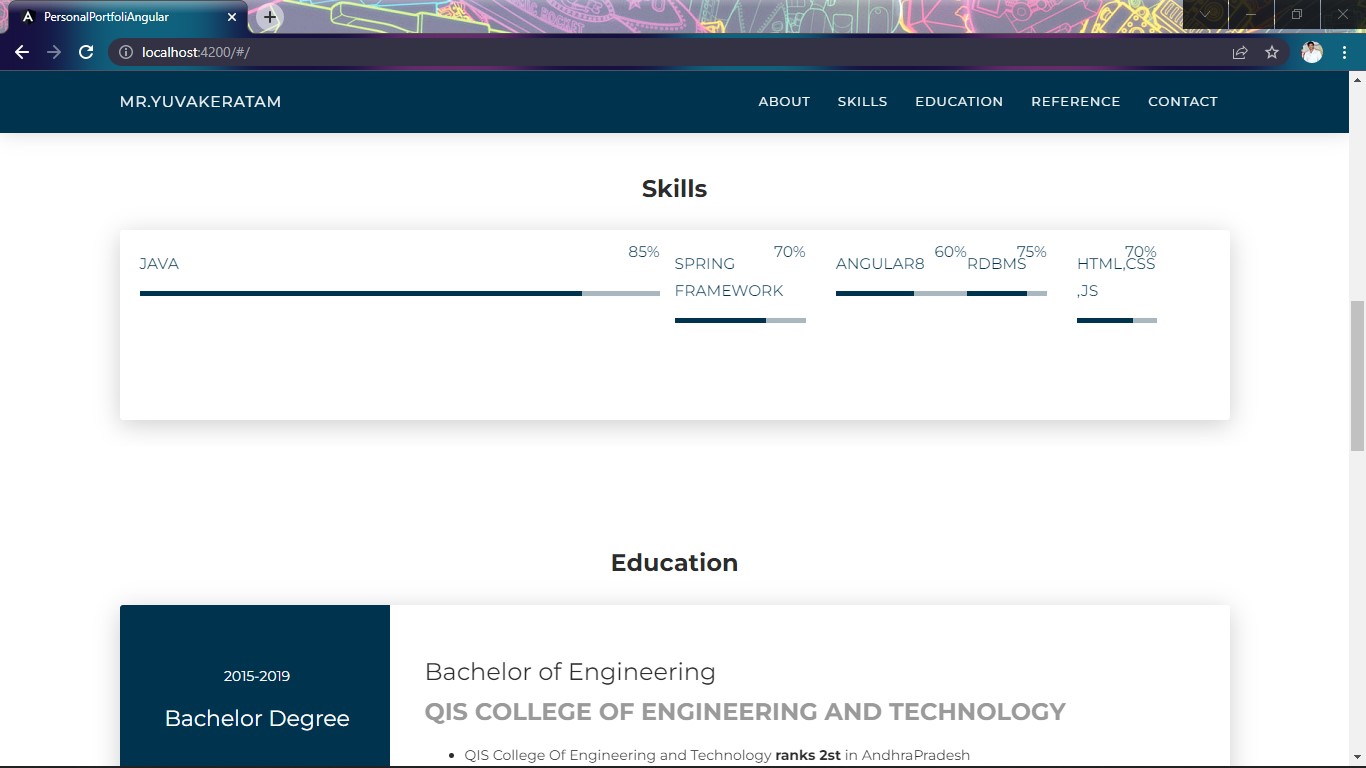 PersonalPortfoliAngular
localhost:4200/#/
MR.YUVAKERATAM
ABOUT SKILLS EDUCATION REFERENCE CONTACT
Skills
JAVA 85%
SPRING FRAMEWORK 70%
ANGULAR8 60%
RDBMS 75%
HTML,CSS ,JS 70%
Education
2015-2019
Bachelor Degree
Bachelor of Engineering
QIS COLLEGE OF ENGINEERING AND TECHNOLOGY
• QIS College Of Engineering and Technology ranks 2st in AndhraPradesh